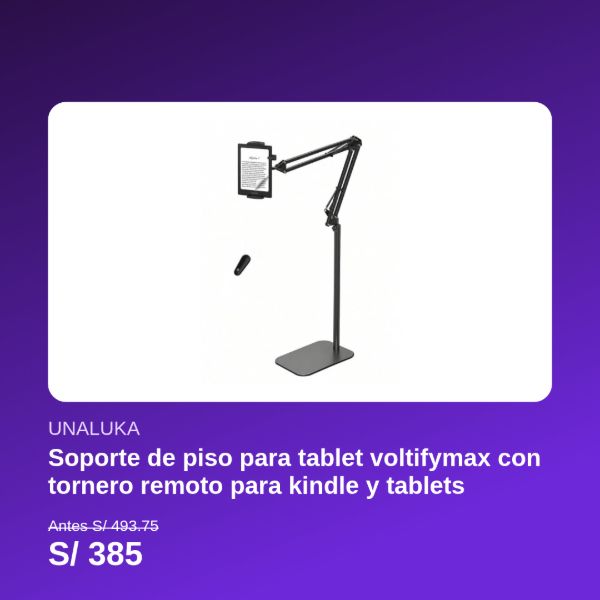 UNALUKA
Soporte de piso para tablet voltifymax con
tornero remoto para kindle y tablets
Antes S/ 493.75
S/ 385